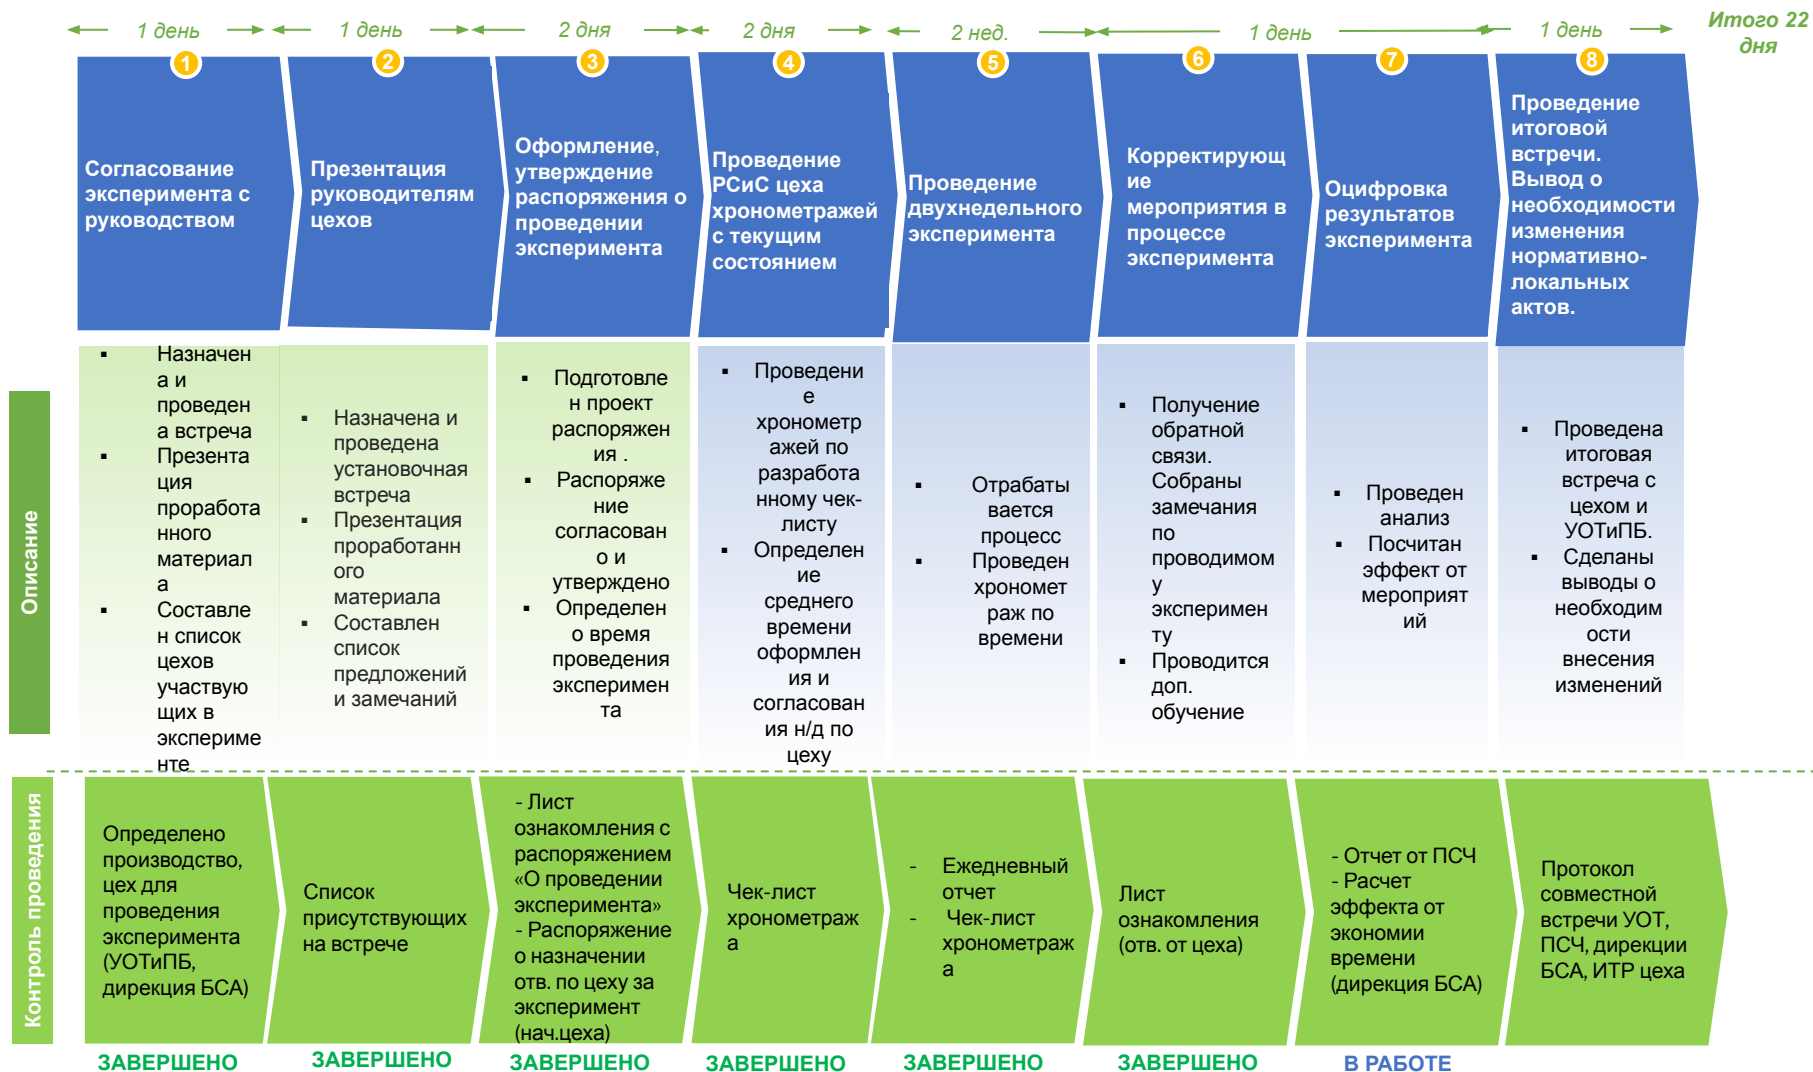 1 день
1 день
2 дня
2 дня
2 нед.
1 день
1 день
Итого 22
дня
1
2
3
4
5
6
7
8
Согласование
эксперимента с
руководством
Презентация
руководителям
цехов
Оформление,
утверждение
распоряжения о
проведении
эксперимента
Проведение
РСиС цеха
хронометражей
с текущим
состоянием
Проведение
двухнедельного
эксперимента
Корректирующ
ие
мероприятия в
процессе
эксперимента
Оцифровка
результатов
эксперимента
Проведение
итоговой
встречи.
Вывод о
необходимости
изменения
нормативно-
локальных
актов.
Описание
▪ Назначен
а и
проведен
а встреча
▪ Презента
ция
проработа
нного
материал
а
▪ Составле
н список
цехов
участвую
щих в
экспериме
нте
▪ Назначена и
проведена
установочная
встреча
▪ Презентация
проработанн
ого
материала
▪ Составлен
список
предложений
и замечаний
▪ Подготовле
н проект
распоряжен
ия .
▪ Распоряже
ние
согласован
о и
утверждено
▪ Определен
о время
проведения
эксперимен
та
▪ Проведени
е
хронометр
ажей по
разработа
нному чек-
листу
▪ Определен
ие
среднего
времени
оформлен
ия и
согласован
ия н/д по
цеху
▪ Отрабаты
вается
процесс
▪ Проведен
хрономет
раж по
времени
▪ Получение
обратной
связи.
Собраны
замечания
по
проводимом
у
эксперимен
ту
▪ Проводится
доп.
обучение
▪ Проведен
анализ
▪ Посчитан
эффект от
мероприят
ий
▪ Проведена
итоговая
встреча с
цехом и
УОТиПБ.
▪ Сделаны
выводы о
необходим
ости
внесения
изменений
Контроль проведения
Определено
производство,
цех для
проведения
эксперимента
(УОТиПБ,
дирекция БСА)
Список
присутствующих
на встрече
- Лист
ознакомления с
распоряжением
«О проведении
эксперимента»
- Распоряжение
о назначении
отв. по цеху за
эксперимент
(нач.цеха)
Чек-лист
хронометраж
а
- Ежедневный
отчет
- Чек-лист
хронометраж
а
Лист
ознакомления
(отв. от цеха)
- Отчет от ПСЧ
- Расчет
эффекта от
экономии
времени
(дирекция БСА)
Протокол
совместной
встречи УОТ,
ПСЧ, дирекции
БСА, ИТР цеха
ЗАВЕРШЕНО
ЗАВЕРШЕНО
ЗАВЕРШЕНО
ЗАВЕРШЕНО
ЗАВЕРШЕНО
ЗАВЕРШЕНО
В РАБОТЕ